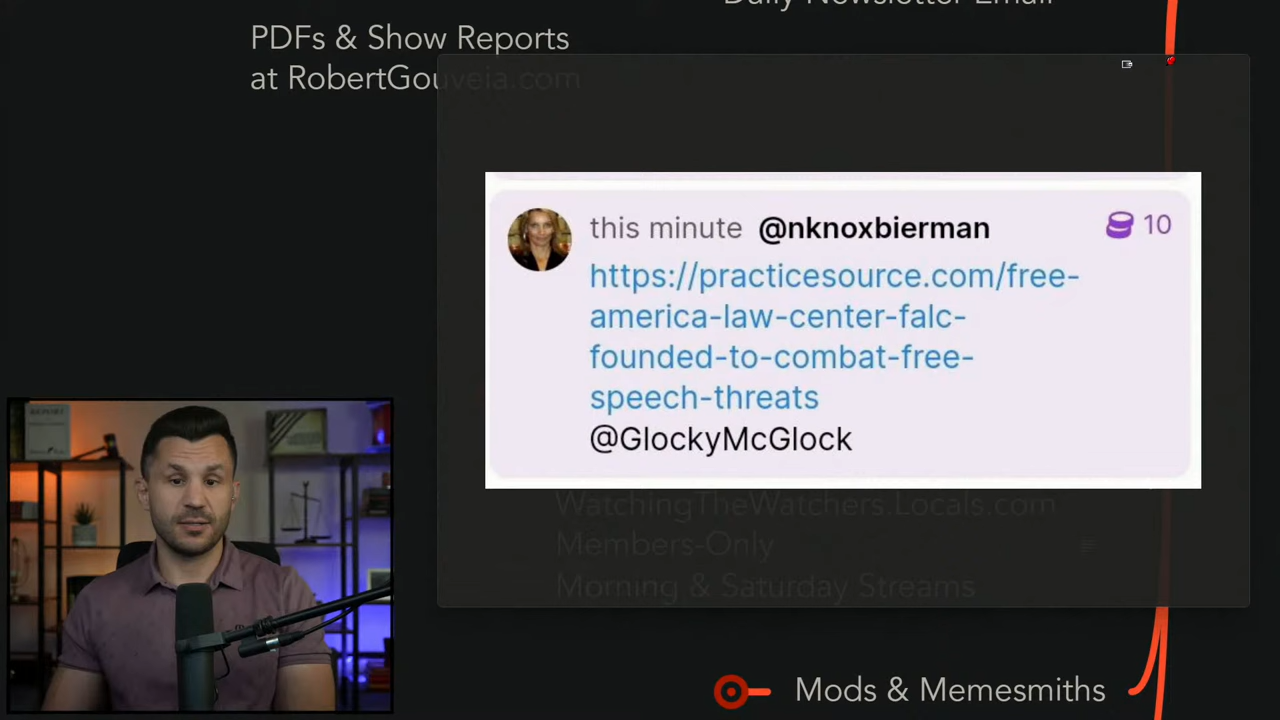 Daily Newsletter Email
PDFs & Show Reports
at RobertGouveia.com
this minute @nknoxbierman
10
https://practicesource.com/free-
america-law-center-falc-
founded-to-combat-free-
speech-threats
@GlockyMcGlock
WatchingTheWatchers.Locals.com
Members-Only
Morning & Saturday Streams
Mods & Memesmiths